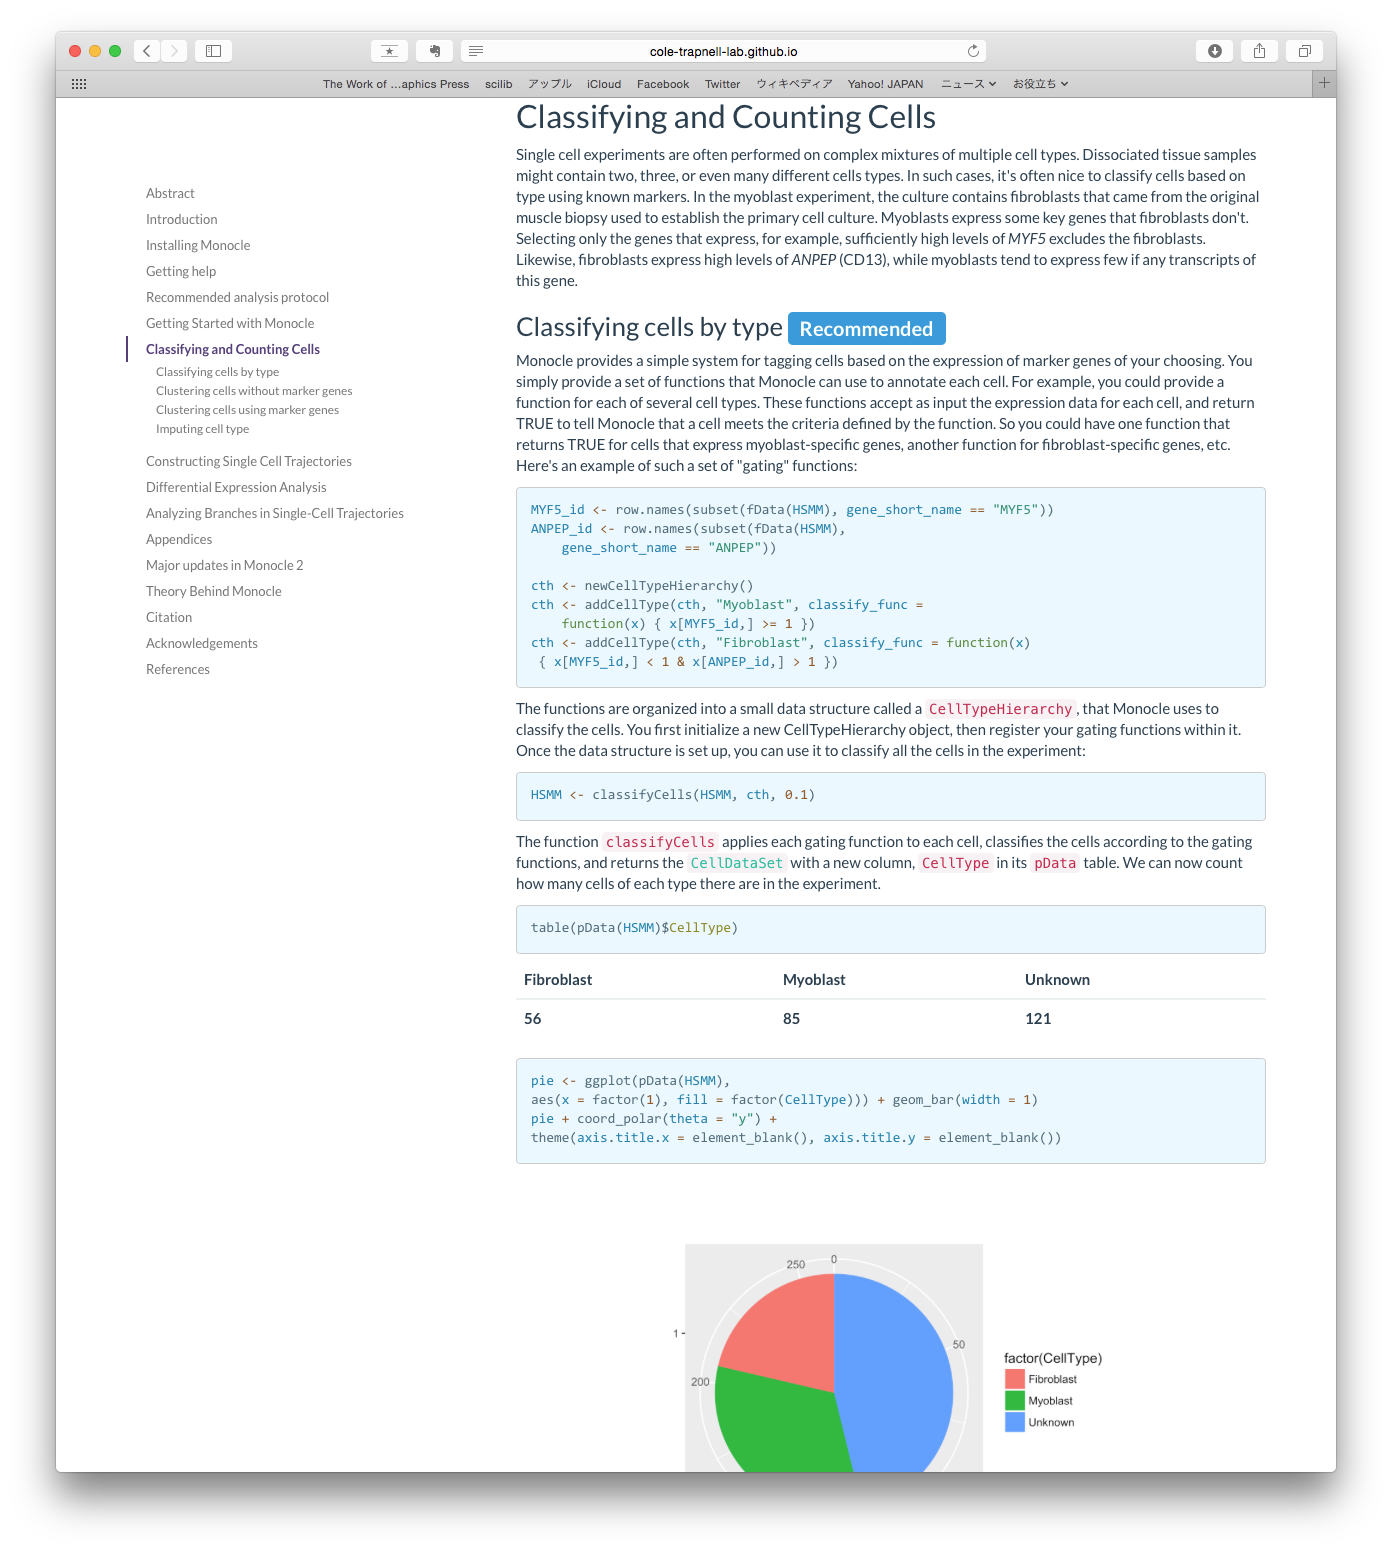 cole-trapnell-lab.github.io
The Work of ...aphics Press scilib アップル iCloud Facebook Twitter ウィキペディア Yahoo! JAPAN ニュース お役立ち
Abstract
Introduction
Installing Monocle
Getting help
Recommended analysis protocol
Getting Started with Monocle
Classifying and Counting Cells
Classifying cells by type
Clustering cells without marker genes
Clustering cells using marker genes
Imputing cell type
Constructing Single Cell Trajectories
Differential Expression Analysis
Analyzing Branches in Single-Cell Trajectories
Appendices
Major updates in Monocle 2
Theory Behind Monocle
Citation
Acknowledgements
References
Classifying and Counting Cells
Single cell experiments are often performed on complex mixtures of multiple cell types. Dissociated tissue samples
might contain two, three, or even many different cells types. In such cases, it's often nice to classify cells based on
type using known markers. In the myoblast experiment, the culture contains fibroblasts that came from the original
muscle biopsy used to establish the primary cell culture. Myoblasts express some key genes that fibroblasts don't.
Selecting only the genes that express, for example, sufficiently high levels of MYF5 excludes the fibroblasts.
Likewise, fibroblasts express high levels of ANPEP (CD13), while myoblasts tend to express few if any transcripts of
this gene.
Classifying cells by type Recommended
Monocle provides a simple system for tagging cells based on the expression of marker genes of your choosing. You
simply provide a set of functions that Monocle can use to annotate each cell. For example, you could provide a
function for each of several cell types. These functions accept as input the expression data for each cell, and return
TRUE to tell Monocle that a cell meets the criteria defined by the function. So you could have one function that
returns TRUE for cells that express myoblast-specific genes, another function for fibroblast-specific genes, etc.
Here's an example of such a set of "gating" functions:
MYF5_id <- row.names(subset(fData(HSMM), gene_short_name == "MYF5"))
ANPEP_id <- row.names(subset(fData(HSMM),
gene_short_name == "ANPEP"))
cth <- newCellTypeHierarchy()
cth <- addCellType(cth, "Myoblast", classify_func =
function(x) { x[MYF5_id,] >= 1 })
cth <- addCellType(cth, "Fibroblast", classify_func = function(x)
{ x[MYF5_id,] < 1 & x[ANPEP_id,] > 1 })
The functions are organized into a small data structure called a CellTypeHierarchy, that Monocle uses to
classify the cells. You first initialize a new CellTypeHierarchy object, then register your gating functions within it.
Once the data structure is set up, you can use it to classify all the cells in the experiment:
HSMM <- classifyCells(HSMM, cth, 0.1)
The function classifyCells applies each gating function to each cell, classifies the cells according to the gating
functions, and returns the CellDataSet with a new column, CellType in its pData table. We can now count
how many cells of each type there are in the experiment.
table(pData(HSMM)$CellType)
Fibroblast Myoblast Unknown
56 85 121
pie <- ggplot(pData(HSMM),
aes(x = factor(1), fill = factor(CellType))) + geom_bar(width = 1)
pie + coord_polar(theta = "y") +
theme(axis.title.x = element_blank(), axis.title.y = element_blank())
0
250
1
50
200
factor(CellType)
Fibroblast
Myoblast
Unknown